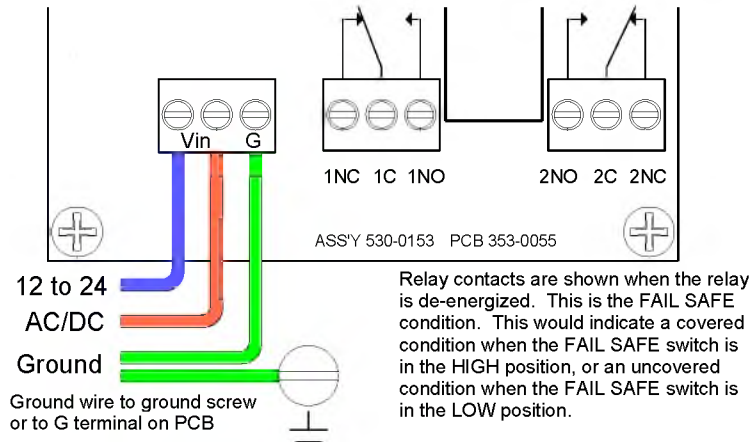 Vin G
1NC 1C 1NO
2NO 2C 2NC
ASS'Y 530-0153 PCB 353-0055
12 to 24
AC/DC
Ground
Ground wire to ground screw
or to G terminal on PCB
Relay contacts are shown when the relay
is de-energized. This is the FAIL SAFE
condition. This would indicate a covered
condition when the FAIL SAFE switch is
in the HIGH position, or an uncovered
condition when the FAIL SAFE switch is
in the LOW position.